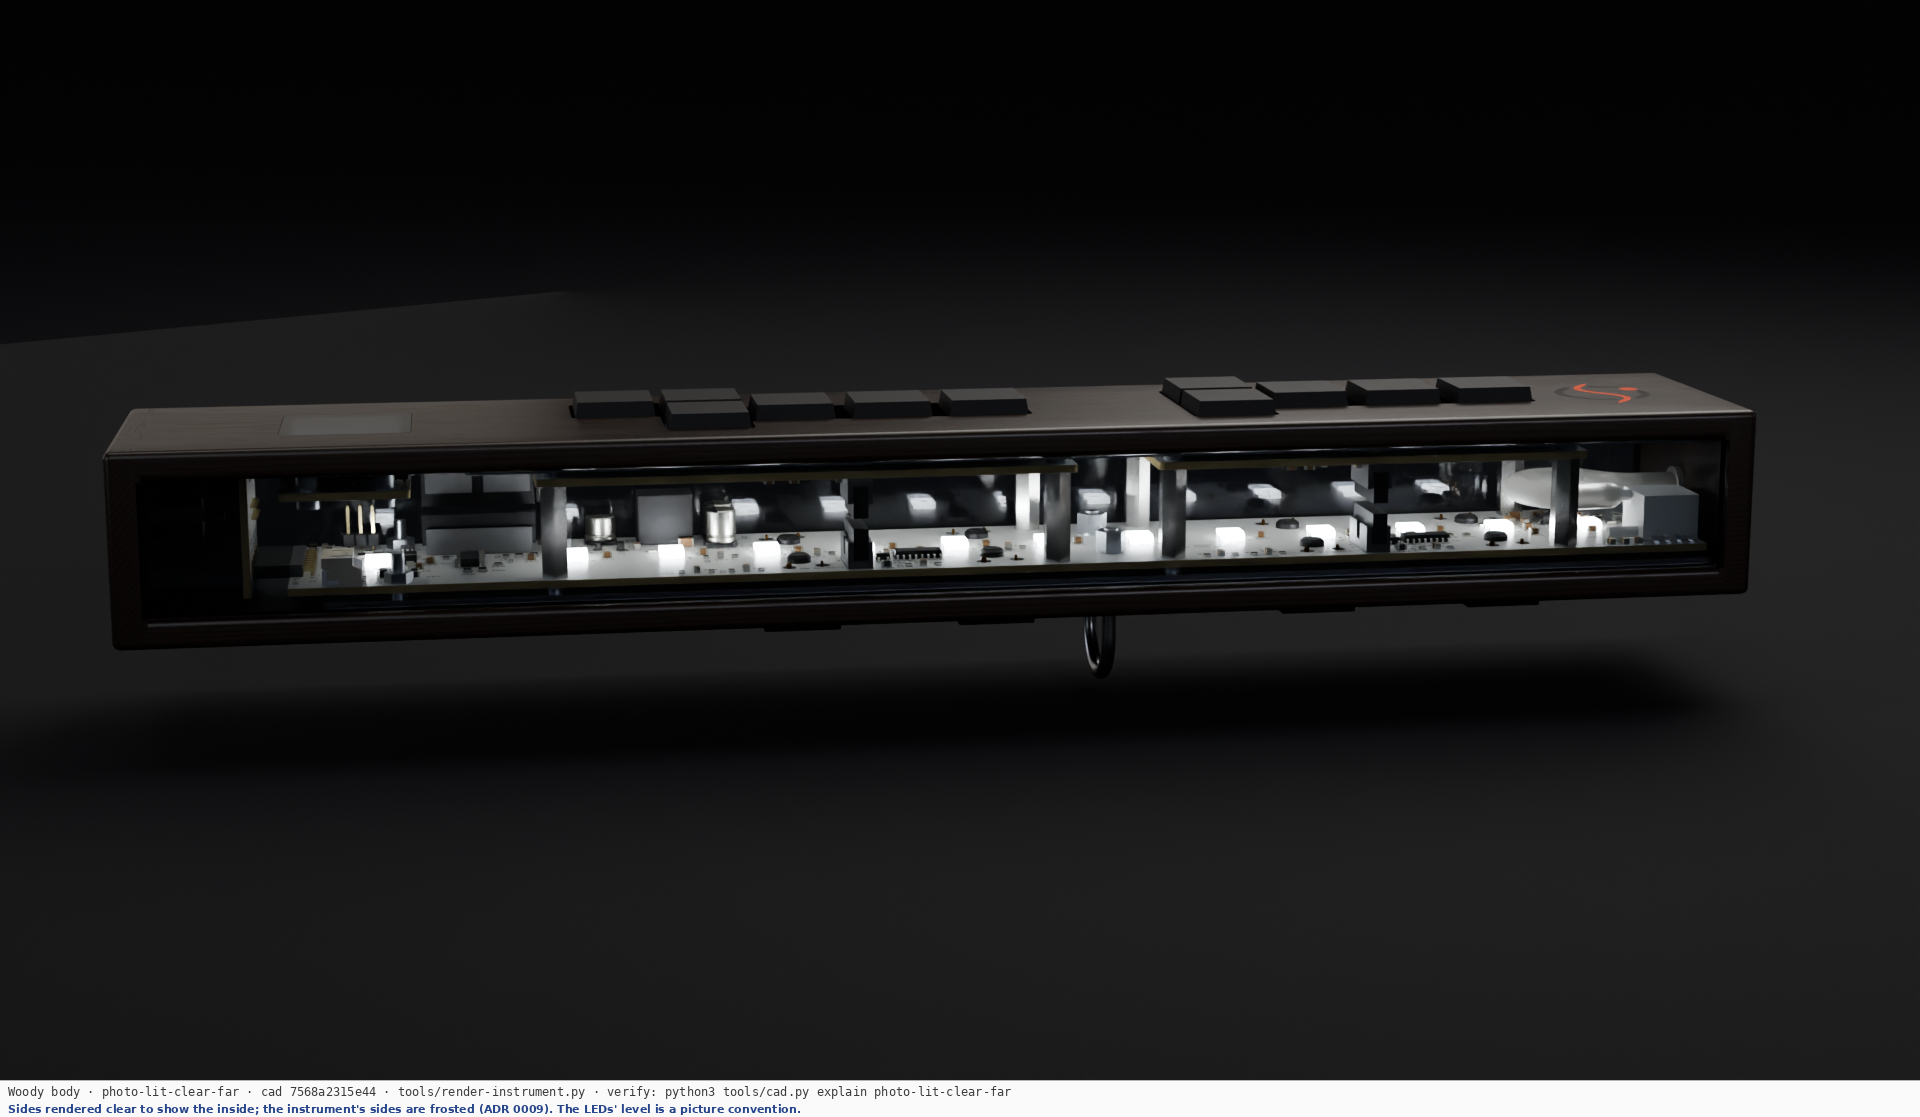 Woody body · photo-lit-clear-far · cad 7568a2315e44 · tools/render-instrument.py · verify: python3 tools/cad.py explain photo-lit-clear-far
Sides rendered clear to show the inside; the instrument's sides are frosted (ADR 0009). The LEDs' level is a picture convention.